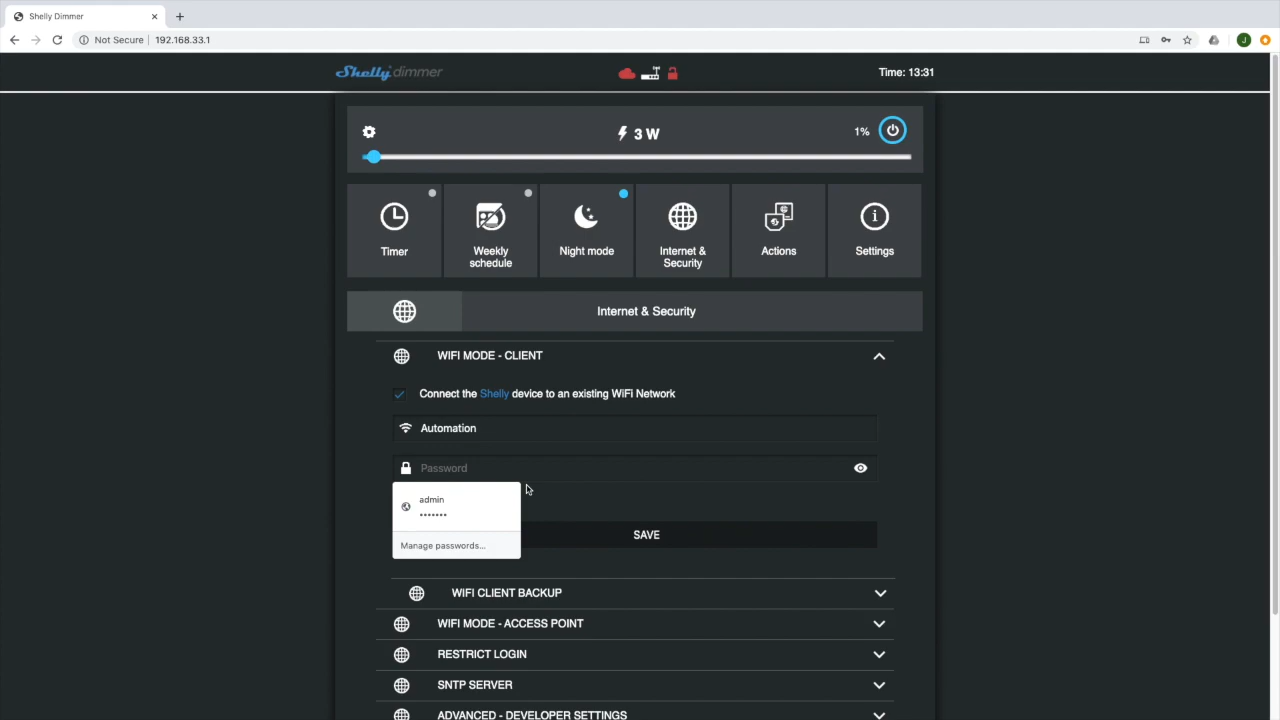 Shelly Dimmer
Not Secure
192.168.33.1
J
Shelly dimmer
Time: 13:31
3 W
1%
Timer
Weekly
schedule
Night mode
Internet &
Security
Actions
Settings
Internet & Security
WIFI MODE - CLIENT
Connect the Shelly device to an existing WiFi Network
Automation
Password
admin
•••••••
Manage passwords...
SAVE
WIFI CLIENT BACKUP
WIFI MODE - ACCESS POINT
RESTRICT LOGIN
SNTP SERVER
ADVANCED - DEVELOPER SETTINGS